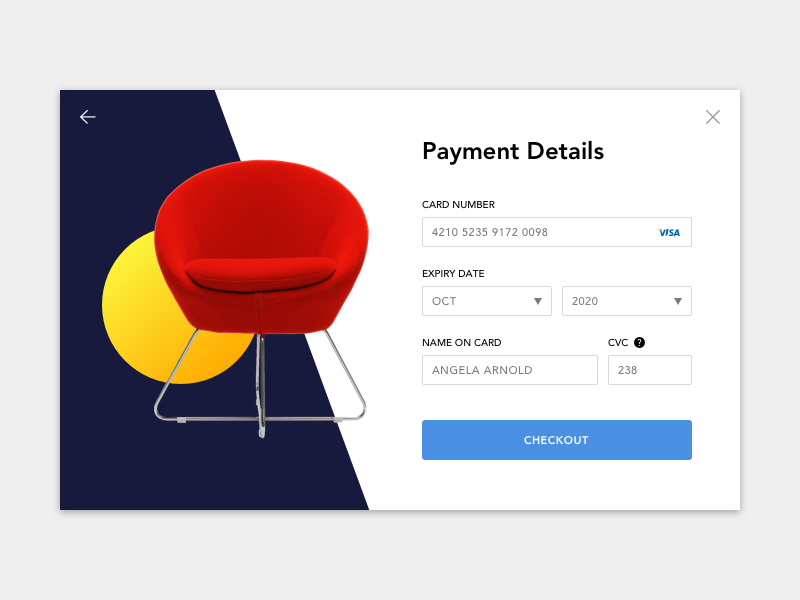 Payment Details
CARD NUMBER
4210 5235 9172 0098 VISA
EXPIRY DATE
OCT 2020
NAME ON CARD CVC ?
ANGELA ARNOLD 238
CHECKOUT